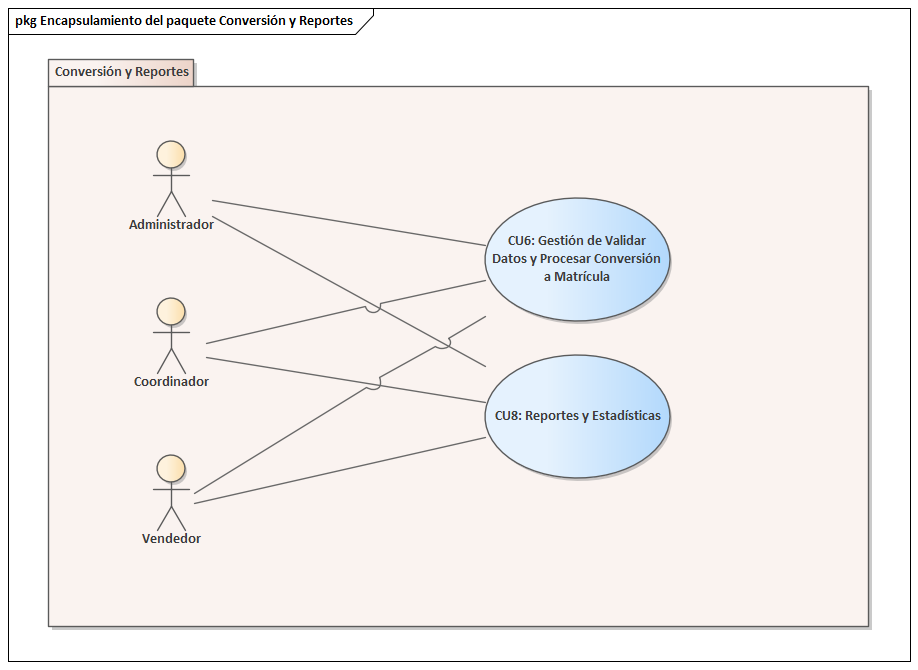 pkg Encapsulamiento del paquete Conversión y Reportes
Conversión y Reportes
Administrador
CU6: Gestión de Validar
Datos y Procesar Conversión
a Matrícula
Coordinador
CU8: Reportes y Estadísticas
Vendedor